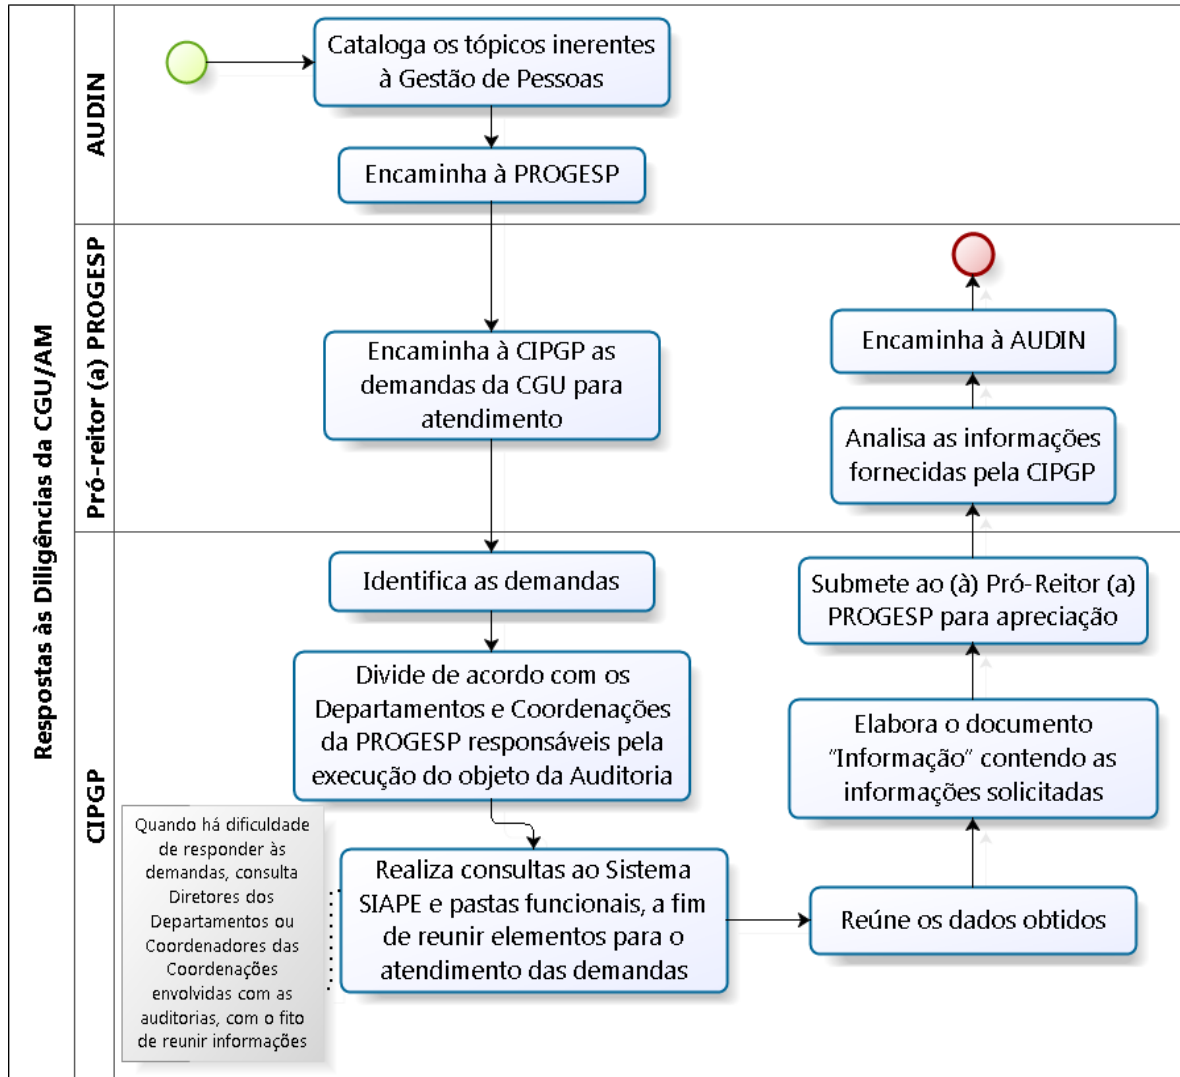 Respostas às Diligências da CGU/AM
AUDIN
Cataloga os tópicos inerentes
à Gestão de Pessoas
Encaminha à PROGESP
Pró-reitor (a) PROGESP
Encaminha à CIPGP as
demandas da CGU para
atendimento
CIPGP
Identifica as demandas
Divide de acordo com os
Departamentos e Coordenações
da PROGESP responsáveis pela
execução do objeto da Auditoria
Quando há dificuldade
de responder às
demandas, consulta
Diretores dos
Departamentos ou
Coordenadores das
Coordenações
envolvidas com as
auditorias, com o fito
de reunir informações
Realiza consultas ao Sistema
SIAPE e pastas funcionais, a fim
de reunir elementos para o
atendimento das demandas
Reúne os dados obtidos
Elabora o documento
“Informação” contendo as
informações solicitadas
Submete ao (à) Pró-Reitor (a)
PROGESP para apreciação
Analisa as informações
fornecidas pela CIPGP
Encaminha à AUDIN